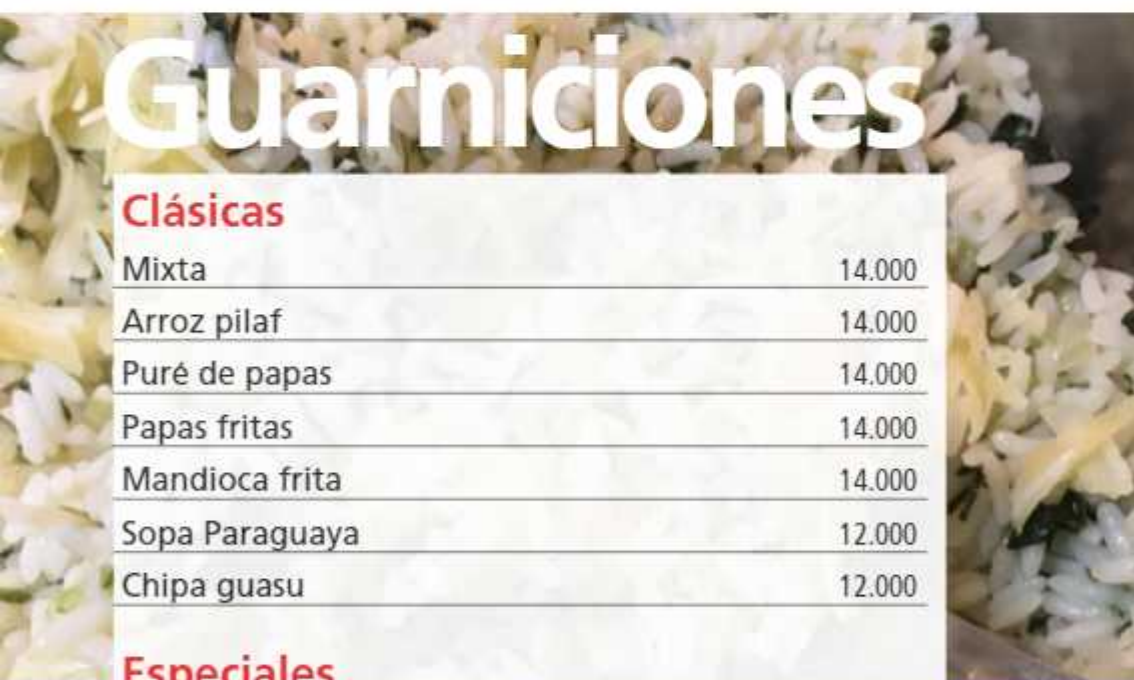 Guarniciones
Clásicas
Mixta 14.000
Arroz pilaf 14.000
Puré de papas 14.000
Papas fritas 14.000
Mandioca frita 14.000
Sopa Paraguaya 12.000
Chipa guasu 12.000
Especiales